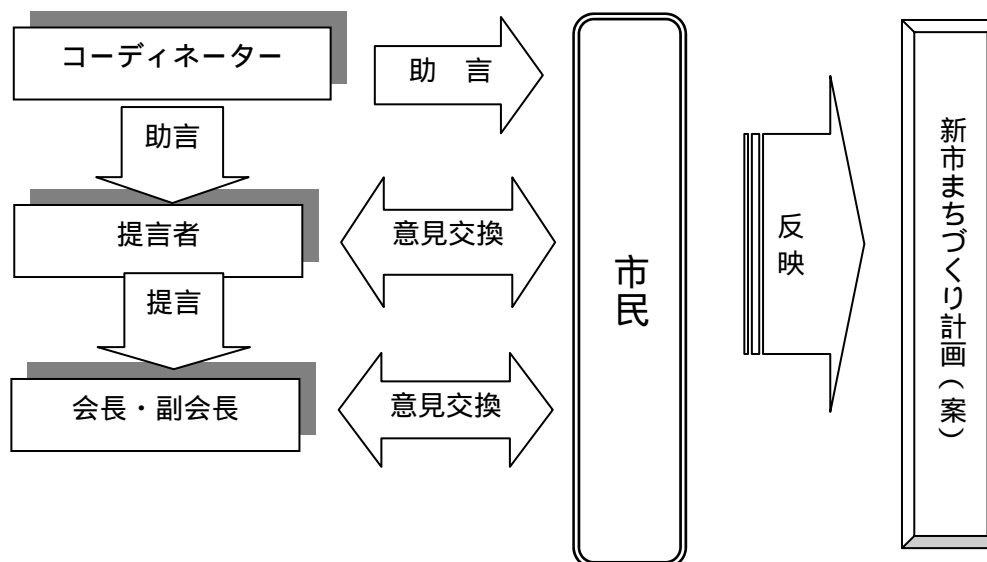 コーディネーター
助　言
助言
提言者
意見交換
提言
会長・副会長
意見交換
市民
反映
新市まちづくり計画（案）